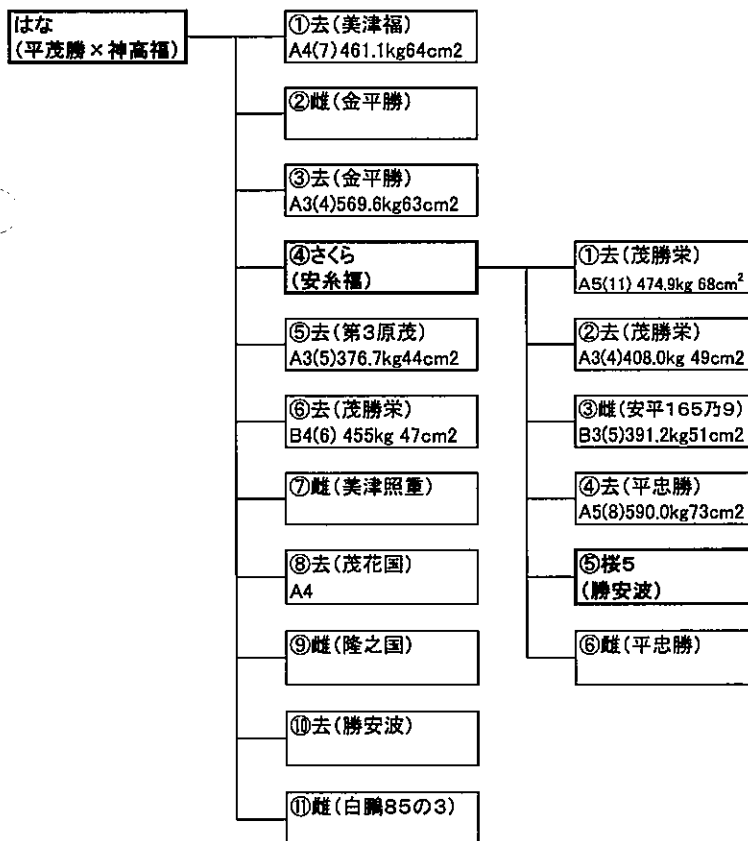 はな
(平茂勝×神高福)
①去(美津福)
A4(7)461.1kg64cm2
②雌(金平勝)
③去(金平勝)
A3(4)569.6kg63cm2
④さくら
(安糸福)
⑤去(第3原茂)
A3(5)376.7kg44cm2
⑥去(茂勝栄)
B4(6) 455kg 47cm2
⑦雌(美津照重)
⑧去(茂花国)
A4
⑨雌(隆之国)
⑩去(勝安波)
⑪雌(白鵬85の3)
①去(茂勝栄)
A5(11) 474.9kg 68cm²
②去(茂勝栄)
A3(4)408.0kg 49cm2
③雌(安平165乃9)
B3(5)391.2kg51cm2
④去(平忠勝)
A5(8)590.0kg73cm2
⑤桜5
(勝安波)
⑥雌(平忠勝)